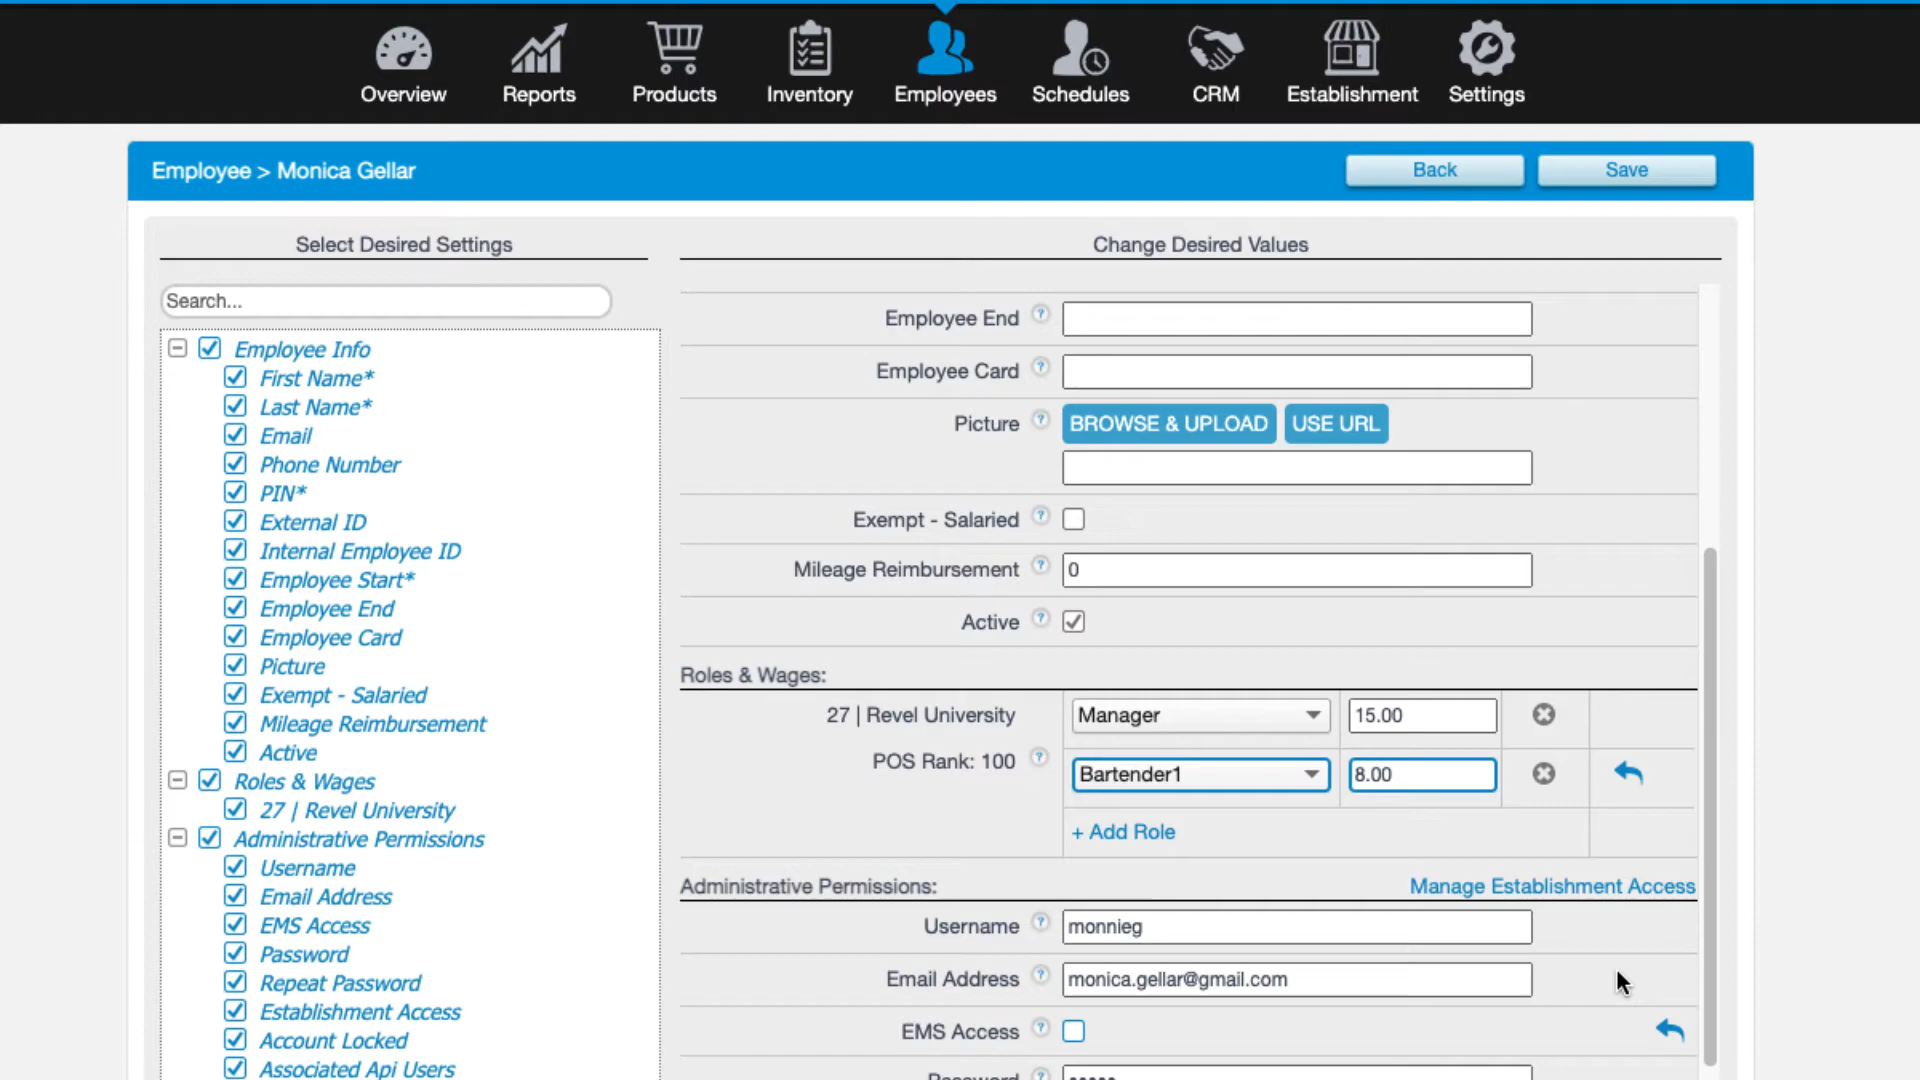 Overview Reports Products Inventory Employees Schedules CRM Establishment Settings
Employee > Monica Gellar Back Save
Select Desired Settings
Search...
Employee Info
First Name*
Last Name*
Email
Phone Number
PIN*
External ID
Internal Employee ID
Employee Start*
Employee End
Employee Card
Picture
Exempt - Salaried
Mileage Reimbursement
Active
Roles & Wages
27 | Revel University
Administrative Permissions
Username
Email Address
EMS Access
Password
Repeat Password
Establishment Access
Account Locked
Associated Api Users
Change Desired Values
Employee End ?
Employee Card ?
Picture ? BROWSE & UPLOAD USE URL
Exempt - Salaried ?
Mileage Reimbursement ? 0
Active ?
Roles & Wages:
27 | Revel University Manager 15.00
POS Rank: 100 ? Bartender1 8.00
+ Add Role
Administrative Permissions: Manage Establishment Access
Username ? monnieg
Email Address ? monica.gellar@gmail.com
EMS Access ?
Password ? •••••